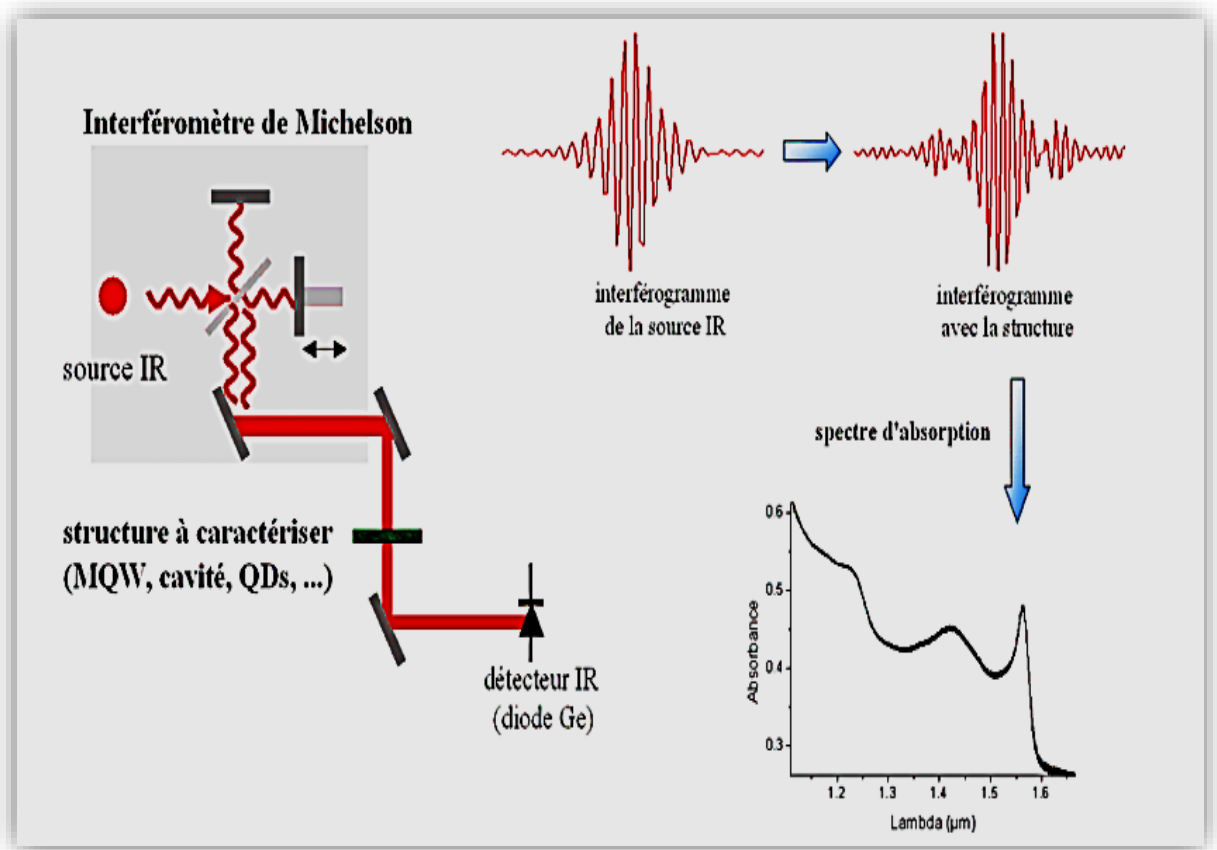 Interféromètre de Michelson
source IR
structure à caractériser
(MQW, cavité, QDs, ...)
détecteur IR
(diode Ge)
interférogramme
de la source IR
interférogramme
avec la structure
spectre d'absorption
Absorbance
0.6
0.5
0.4
0.3
1.2 1.3 1.4 1.5 1.6
Lambda (µm)